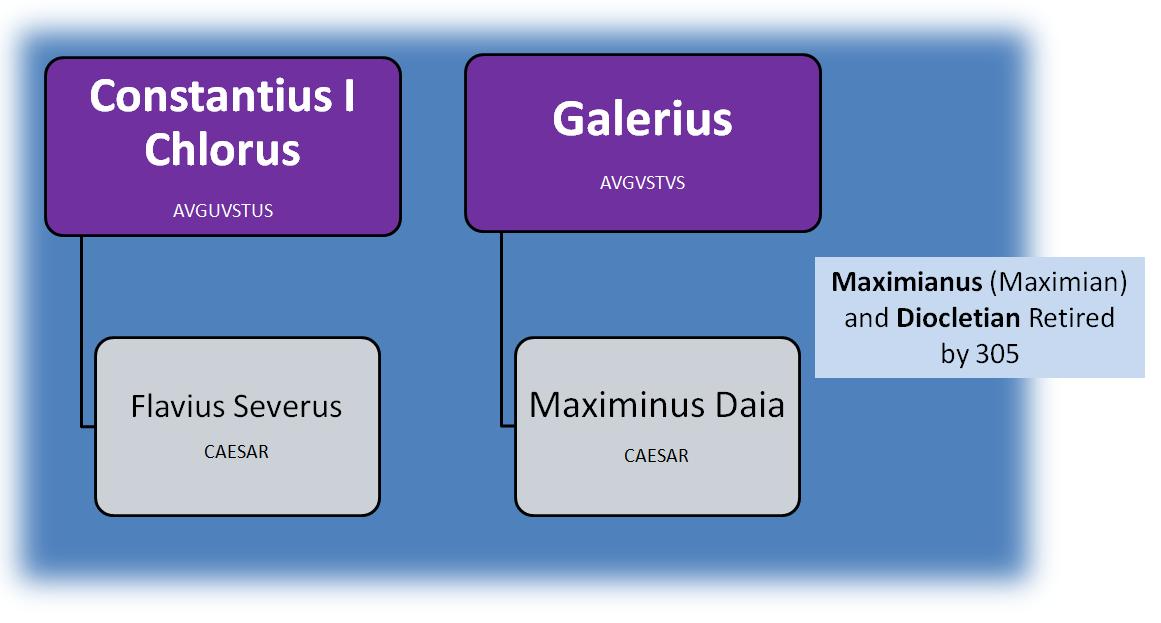 Constantius I
Chlorus
AVGUVSTUS
Galerius
AVGVSTVS
Maximianus (Maximian)
and Diocletian Retired
by 305
Flavius Severus
CAESAR
Maximinus Daia
CAESAR